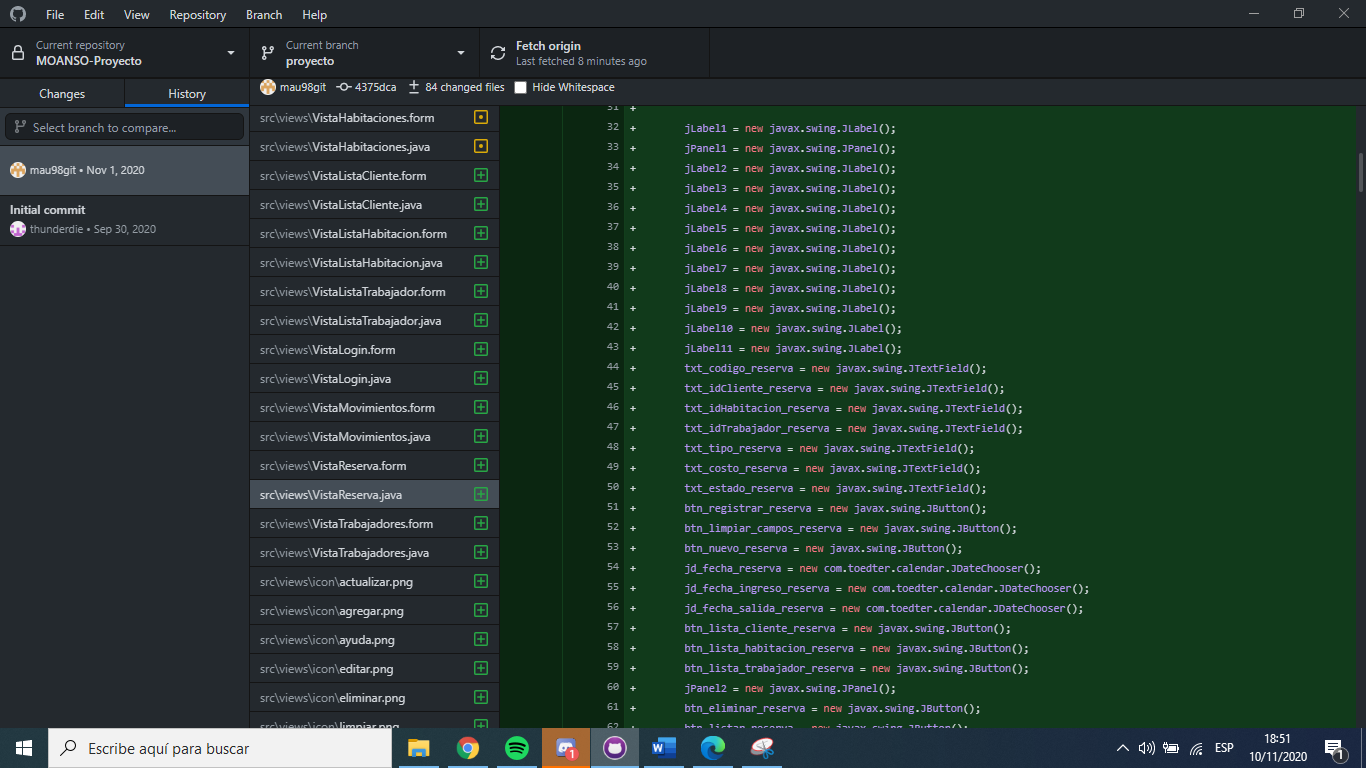 File Edit View Repository Branch Help
Current repository
MOANSO-Proyecto
Current branch
proyecto
Fetch origin
Last fetched 8 minutes ago
Changes History
Select branch to compare...
mau98git • Nov 1, 2020
Initial commit
thunderdie • Sep 30, 2020
mau98git 4375dca 84 changed files Hide Whitespace
src\views\VistaHabitaciones.form
src\views\VistaHabitaciones.java
src\views\VistaListaCliente.form
src\views\VistaListaCliente.java
src\views\VistaListaHabitacion.form
src\views\VistaListaHabitacion.java
src\views\VistaListaTrabajador.form
src\views\VistaListaTrabajador.java
src\views\VistaLogin.form
src\views\VistaLogin.java
src\views\VistaMovimientos.form
src\views\VistaMovimientos.java
src\views\VistaReserva.form
src\views\VistaReserva.java
src\views\VistaTrabajadores.form
src\views\VistaTrabajadores.java
src\views\icon\actualizar.png
src\views\icon\agregar.png
src\views\icon\ayuda.png
src\views\icon\editar.png
src\views\icon\eliminar.png
src\views\icon\limpiar.png
31 +
32 + jLabel1 = new javax.swing.JLabel();
33 + jPanel1 = new javax.swing.JPanel();
34 + jLabel2 = new javax.swing.JLabel();
35 + jLabel3 = new javax.swing.JLabel();
36 + jLabel4 = new javax.swing.JLabel();
37 + jLabel5 = new javax.swing.JLabel();
38 + jLabel6 = new javax.swing.JLabel();
39 + jLabel7 = new javax.swing.JLabel();
40 + jLabel8 = new javax.swing.JLabel();
41 + jLabel9 = new javax.swing.JLabel();
42 + jLabel10 = new javax.swing.JLabel();
43 + jLabel11 = new javax.swing.JLabel();
44 + txt_codigo_reserva = new javax.swing.JTextField();
45 + txt_idCliente_reserva = new javax.swing.JTextField();
46 + txt_idHabitacion_reserva = new javax.swing.JTextField();
47 + txt_idTrabajador_reserva = new javax.swing.JTextField();
48 + txt_tipo_reserva = new javax.swing.JTextField();
49 + txt_costo_reserva = new javax.swing.JTextField();
50 + txt_estado_reserva = new javax.swing.JTextField();
51 + btn_registrar_reserva = new javax.swing.JButton();
52 + btn_limpiar_campos_reserva = new javax.swing.JButton();
53 + btn_nuevo_reserva = new javax.swing.JButton();
54 + jd_fecha_reserva = new com.toedter.calendar.JDateChooser();
55 + jd_fecha_ingreso_reserva = new com.toedter.calendar.JDateChooser();
56 + jd_fecha_salida_reserva = new com.toedter.calendar.JDateChooser();
57 + btn_lista_cliente_reserva = new javax.swing.JButton();
58 + btn_lista_habitacion_reserva = new javax.swing.JButton();
59 + btn_lista_trabajador_reserva = new javax.swing.JButton();
60 + jPanel2 = new javax.swing.JPanel();
61 + btn_eliminar_reserva = new javax.swing.JButton();
62 + btn_listar_reserva = new javax.swing.JButton();
Escribe aquí para buscar
1
ESP
18:51
10/11/2020
1